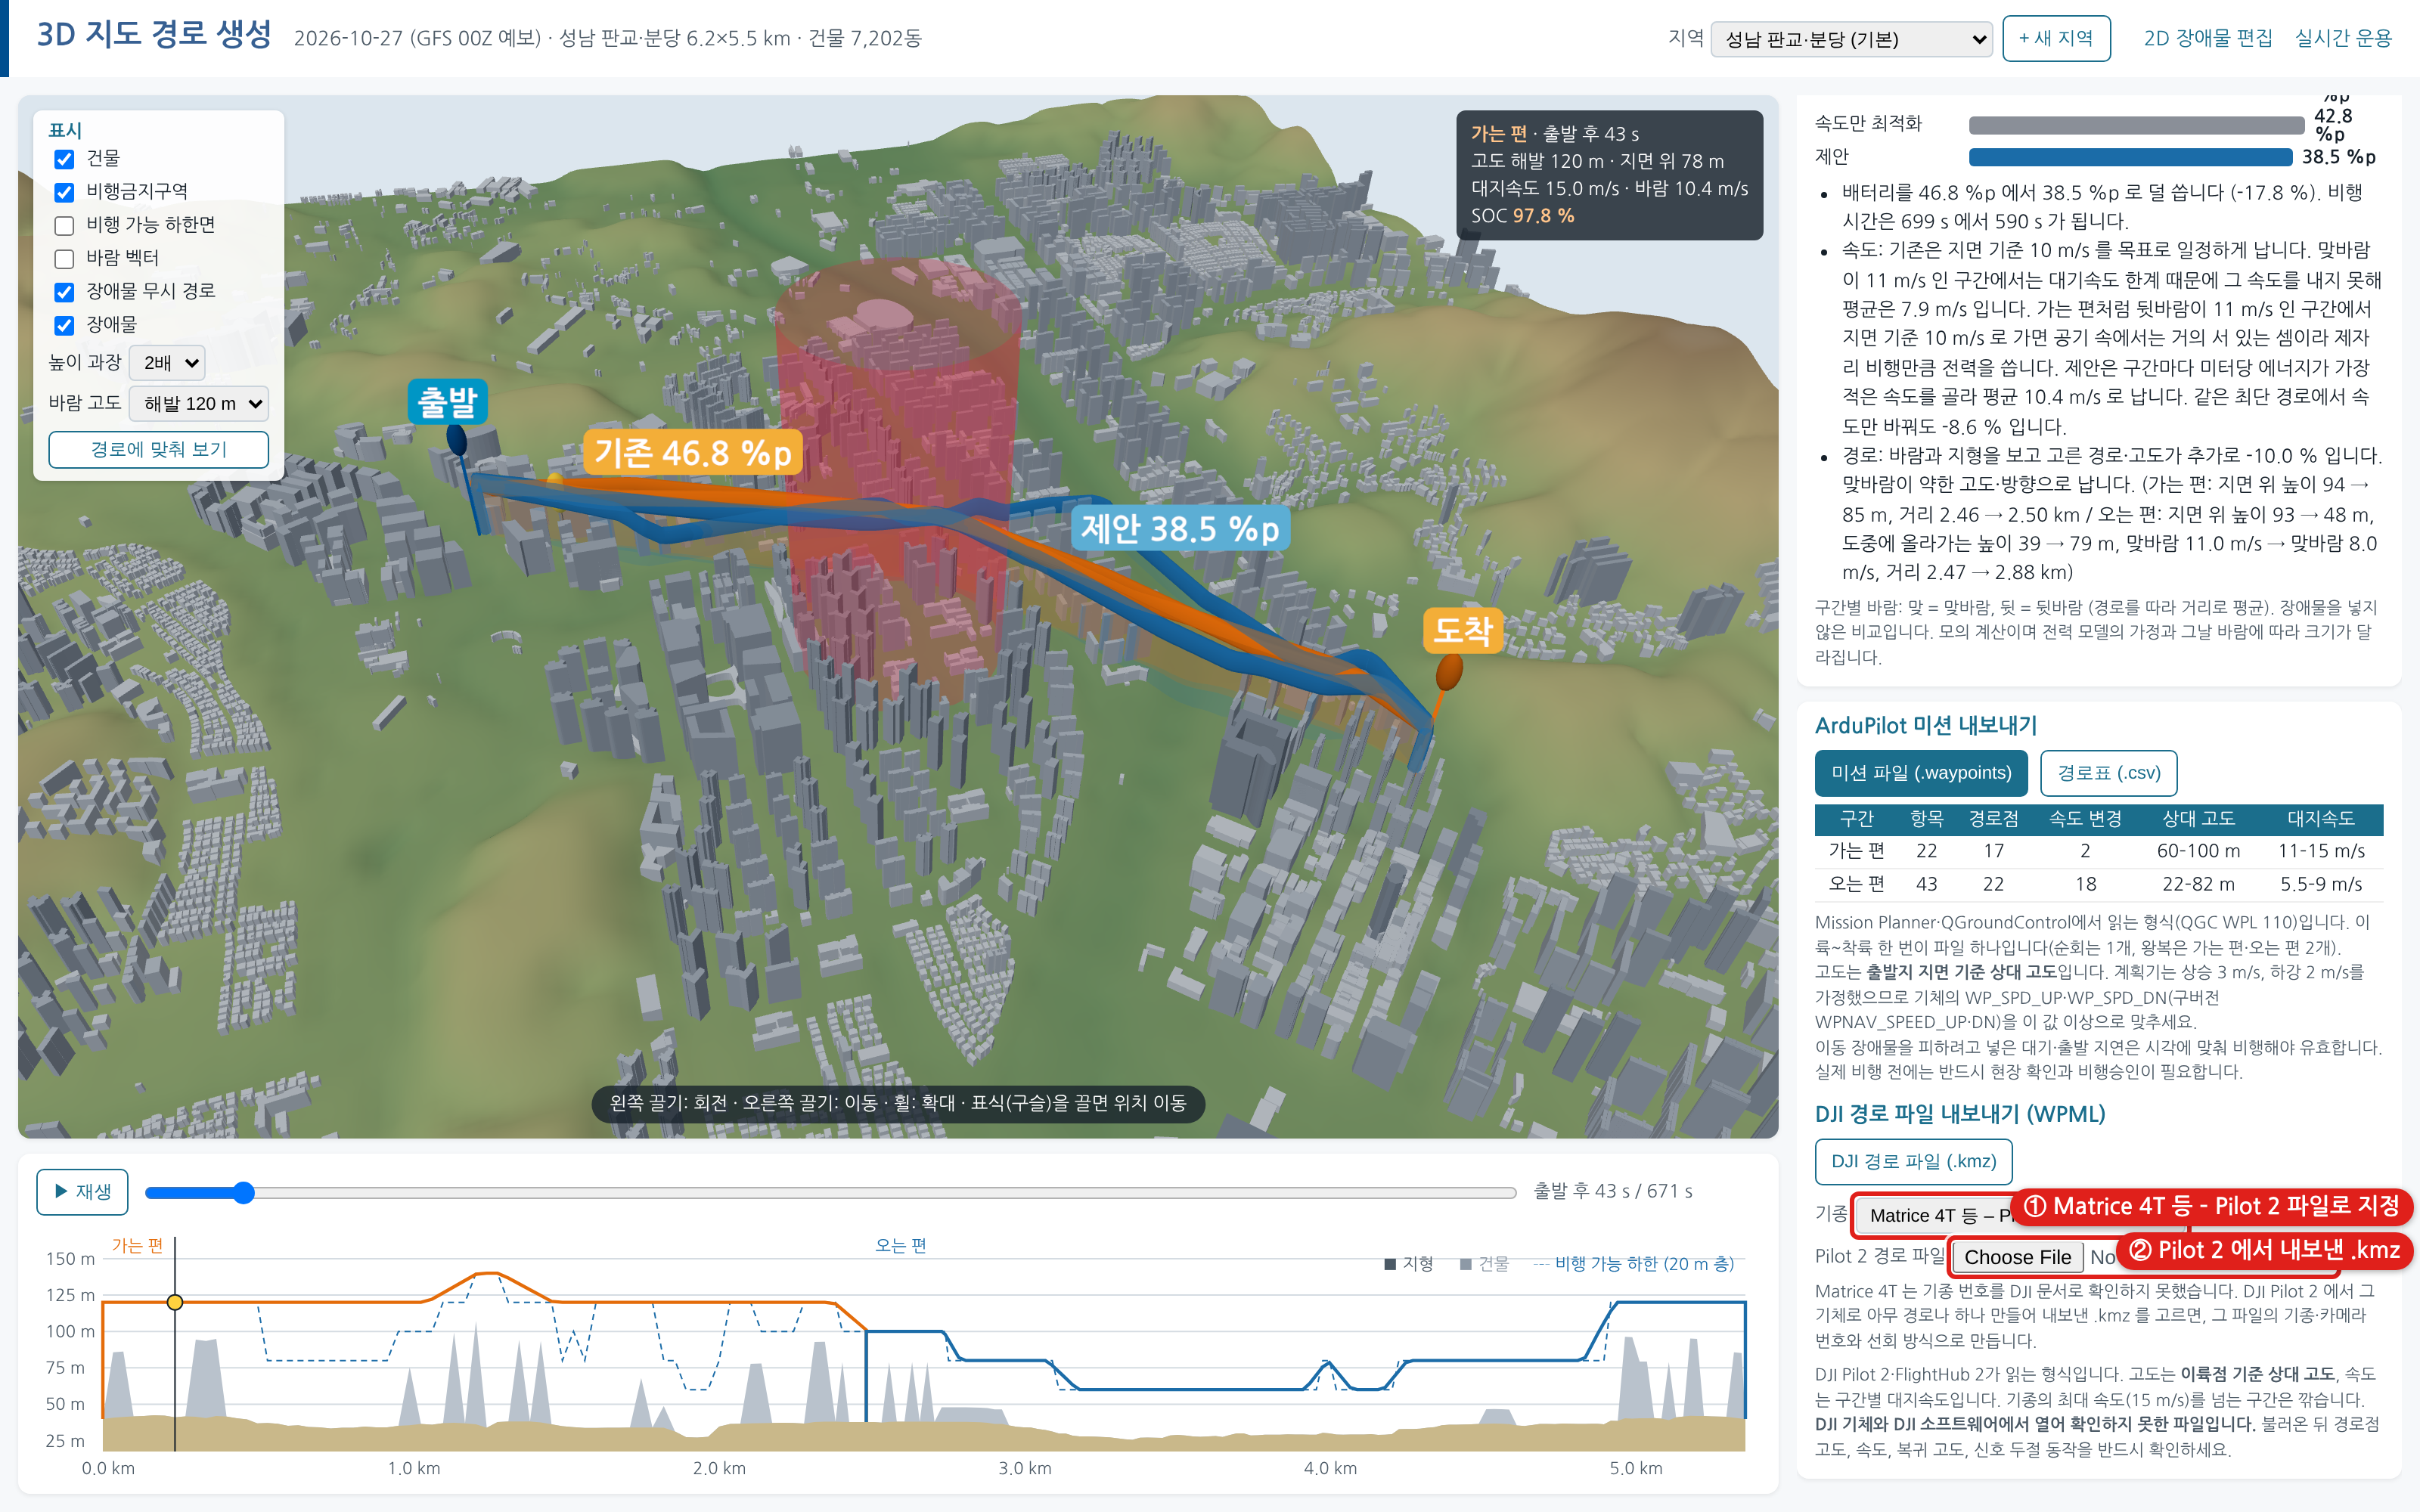 3D 지도 경로 생성
2026-10-27 (GFS 00Z 예보) · 성남 판교·분당 6.2×5.5 km · 건물 7,202동
지역
성남 판교·분당 (기본)
+ 새 지역
2D 장애물 편집
실시간 운용
표시
건물
비행금지구역
비행 가능 하한면
바람 벡터
장애물 무시 경로
장애물
높이 과장
2배
바람 고도
해발 120 m
경로에 맞춰 보기
가는 편 · 출발 후 43 s
고도 해발 120 m · 지면 위 78 m
대지속도 15.0 m/s · 바람 10.4 m/s
SOC 97.8 %
출발
기존 46.8 %p
제안 38.5 %p
도착
왼쪽 끌기: 회전 · 오른쪽 끌기: 이동 · 휠: 확대 · 표식(구슬)을 끌면 위치 이동
▶ 재생
출발 후 43 s / 671 s
가는 편
오는 편
지형
건물
비행 가능 하한 (20 m 층)
150 m
125 m
100 m
75 m
50 m
25 m
0.0 km
1.0 km
2.0 km
3.0 km
4.0 km
5.0 km
%p
속도만 최적화
42.8
%p
제안
38.5 %p
• 배터리를 46.8 %p 에서 38.5 %p 로 덜 씁니다 (-17.8 %). 비행
시간은 699 s 에서 590 s 가 됩니다.
• 속도: 기존은 지면 기준 10 m/s 를 목표로 일정하게 납니다. 맞바람
이 11 m/s 인 구간에서는 대기속도 한계 때문에 그 속도를 내지 못해
평균은 7.9 m/s 입니다. 가는 편처럼 뒷바람이 11 m/s 인 구간에서
지면 기준 10 m/s 로 가면 공기 속에서는 거의 서 있는 셈이라 제자
리 비행만큼 전력을 씁니다. 제안은 구간마다 미터당 에너지가 가장
적은 속도를 골라 평균 10.4 m/s 로 납니다. 같은 최단 경로에서 속
도만 바꿔도 -8.6 % 입니다.
• 경로: 바람과 지형을 보고 고른 경로·고도가 추가로 -10.0 % 입니다.
맞바람이 약한 고도·방향으로 납니다. (가는 편: 지면 위 높이 94 →
85 m, 거리 2.46 → 2.50 km / 오는 편: 지면 위 높이 93 → 48 m,
도중에 올라가는 높이 39 → 79 m, 맞바람 11.0 m/s → 맞바람 8.0
m/s, 거리 2.47 → 2.88 km)
구간별 바람: 맞 = 맞바람, 뒷 = 뒷바람 (경로를 따라 거리로 평균). 장애물을 넣지
않은 비교입니다. 모의 계산이며 전력 모델의 가정과 그날 바람에 따라 크기가 달
라집니다.
ArduPilot 미션 내보내기
미션 파일 (.waypoints)
경로표 (.csv)
구간 항목 경로점 속도 변경 상대 고도 대지속도
가는 편 22 17 2 60-100 m 11-15 m/s
오는 편 43 22 18 22-82 m 5.5-9 m/s
Mission Planner·QGroundControl에서 읽는 형식(QGC WPL 110)입니다. 이
륙~착륙 한 번이 파일 하나입니다(순회는 1개, 왕복은 가는 편·오는 편 2개).
고도는 출발지 지면 기준 상대 고도입니다. 계획기는 상승 3 m/s, 하강 2 m/s를
가정했으므로 기체의 WP_SPD_UP·WP_SPD_DN(구버전
WPNAV_SPEED_UP·DN)을 이 값 이상으로 맞추세요.
이동 장애물을 피하려고 넣은 대기·출발 지연은 시각에 맞춰 비행해야 유효합니다.
실제 비행 전에는 반드시 현장 확인과 비행승인이 필요합니다.
DJI 경로 파일 내보내기 (WPML)
DJI 경로 파일 (.kmz)
기종
Matrice 4T 등 – P
① Matrice 4T 등 - Pilot 2 파일로 지정
Pilot 2 경로 파일
Choose File
No
② Pilot 2 에서 내보낸 .kmz
Matrice 4T 는 기종 번호를 DJI 문서로 확인하지 못했습니다. DJI Pilot 2 에서 그
기체로 아무 경로나 하나 만들어 내보낸 .kmz 를 고르면, 그 파일의 기종·카메라
번호와 선회 방식으로 만듭니다.
DJI Pilot 2·FlightHub 2가 읽는 형식입니다. 고도는 이륙점 기준 상대 고도, 속도
는 구간별 대지속도입니다. 기종의 최대 속도(15 m/s)를 넘는 구간은 깎습니다.
DJI 기체와 DJI 소프트웨어에서 열어 확인하지 못한 파일입니다. 불러온 뒤 경로점
고도, 속도, 복귀 고도, 신호 두절 동작을 반드시 확인하세요.